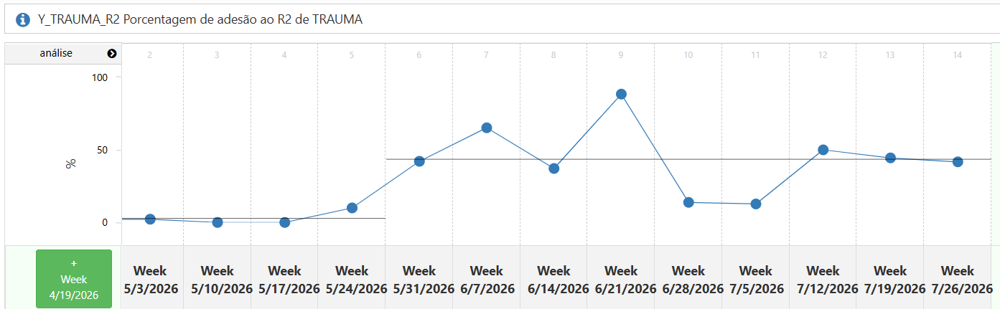 Y_TRAUMA_R2 Porcentagem de adesão ao R2 de TRAUMA
análise
2 3 4 5 6 7 8 9 10 11 12 13 14
100
50
0
%
+
Week
4/19/2026
Week Week Week Week Week Week Week Week Week Week Week Week Week
5/3/2026 5/10/2026 5/17/2026 5/24/2026 5/31/2026 6/7/2026 6/14/2026 6/21/2026 6/28/2026 7/5/2026 7/12/2026 7/19/2026 7/26/2026